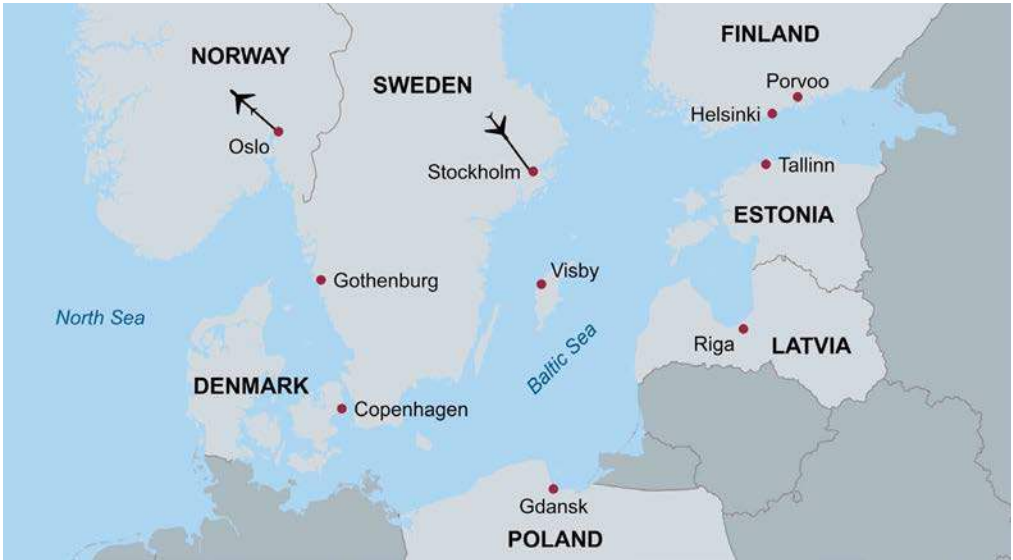 FINLAND
NORWAY
SWEDEN
Porvoo
Helsinki
Oslo
Stockholm
Tallinn
ESTONIA
Visby
Gothenburg
North Sea
Riga
LATVIA
Baltic Sea
DENMARK
Copenhagen
Gdansk
POLAND